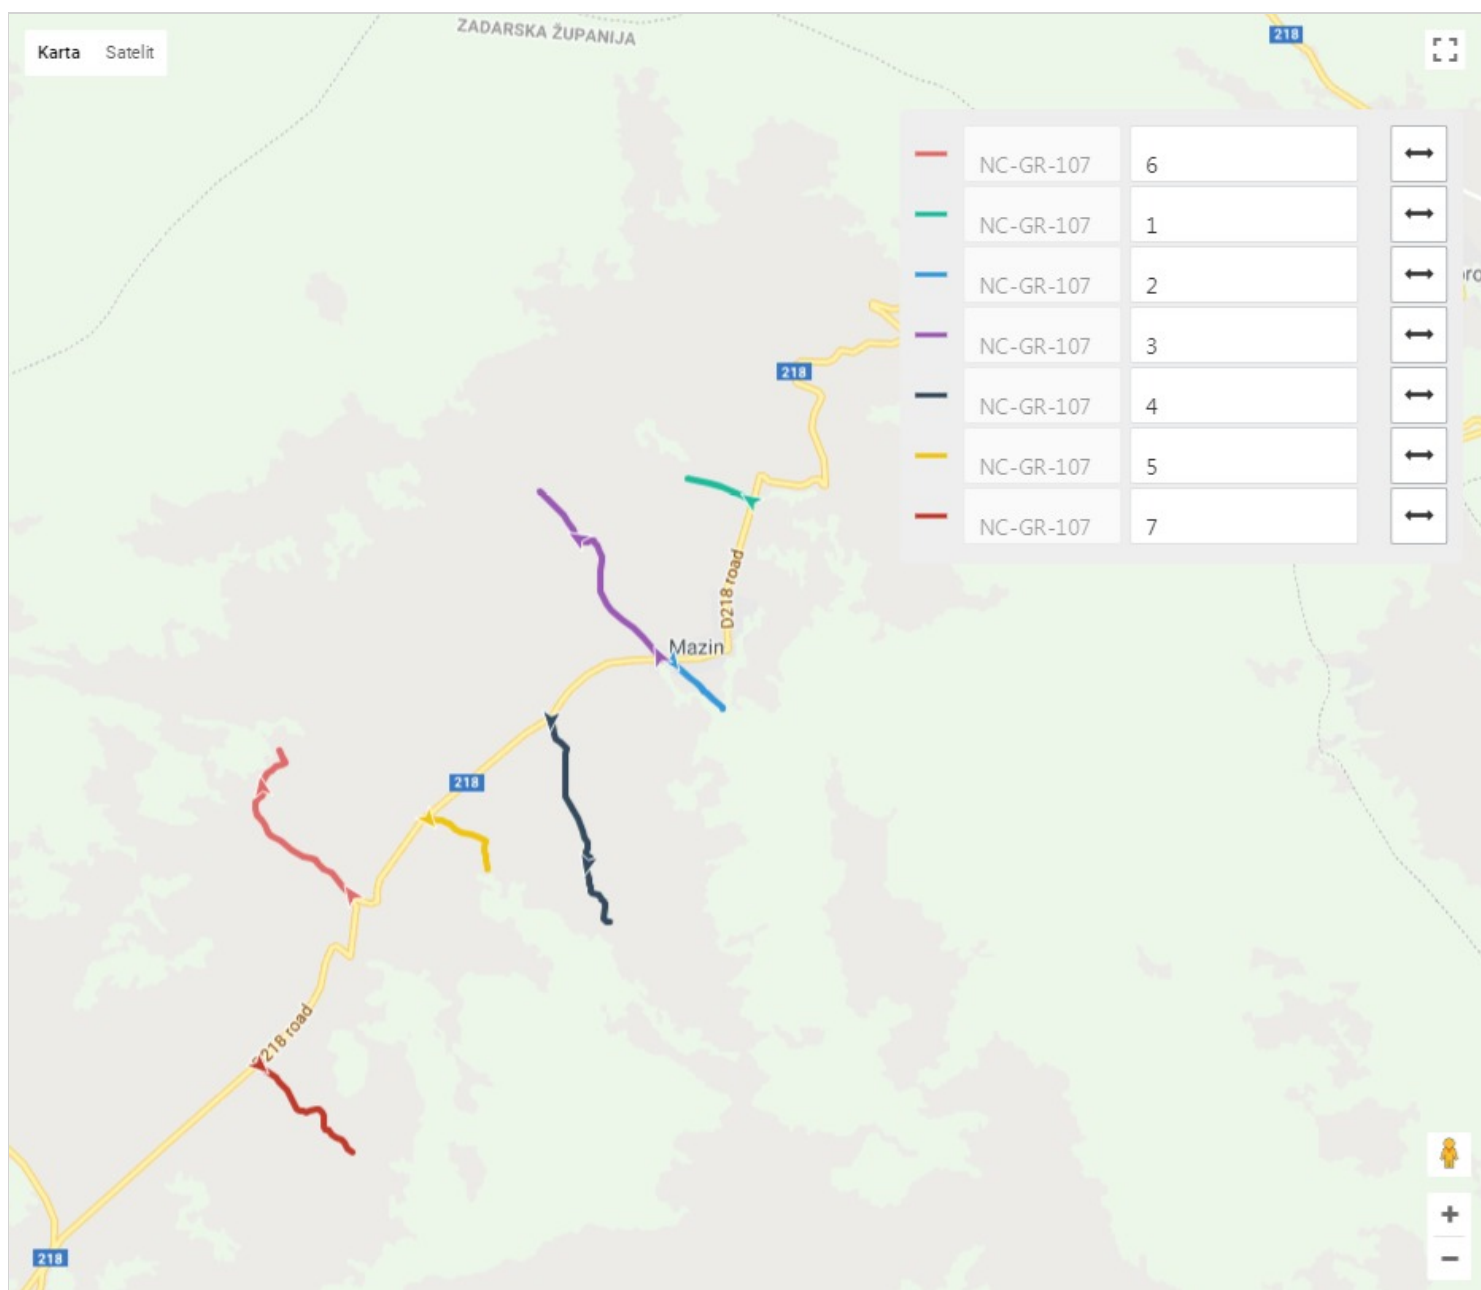 ZADARSKA ŽUPANIJA
218
Karta Satelit
NC-GR-107 6
NC-GR-107 1
NC-GR-107 2
NC-GR-107 3
218
NC-GR-107 4
NC-GR-107 5
NC-GR-107 7
D218 road
Mazin
218
D218 road
218
+
−